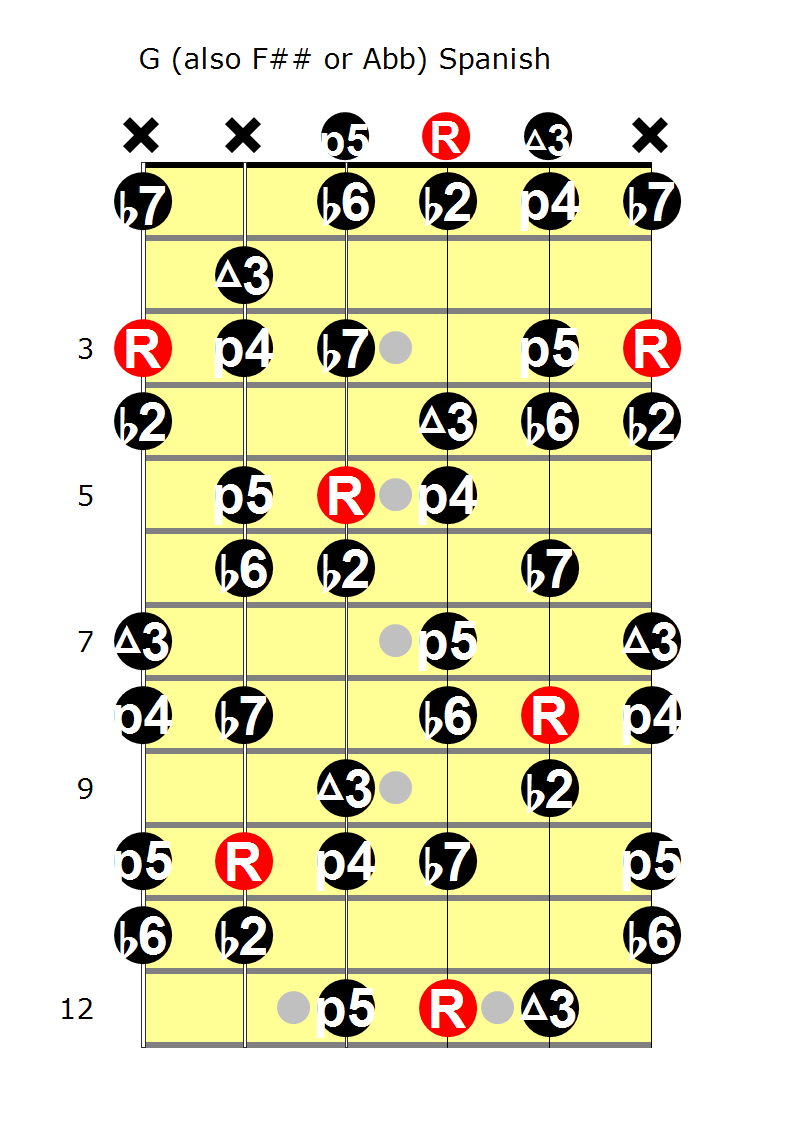 G (also F## or Abb) Spanish
✕ ✕ p5 R Δ3 ✕
♭7 ♭6 ♭2 p4 ♭7
Δ3
3 R p4 ♭7 p5 R
♭2 Δ3 ♭6 ♭2
5 p5 R p4
♭6 ♭2 ♭7
7 Δ3 p5 Δ3
p4 ♭7 ♭6 R p4
9 Δ3 ♭2
p5 R p4 ♭7 p5
♭6 ♭2 ♭6
12 p5 R Δ3